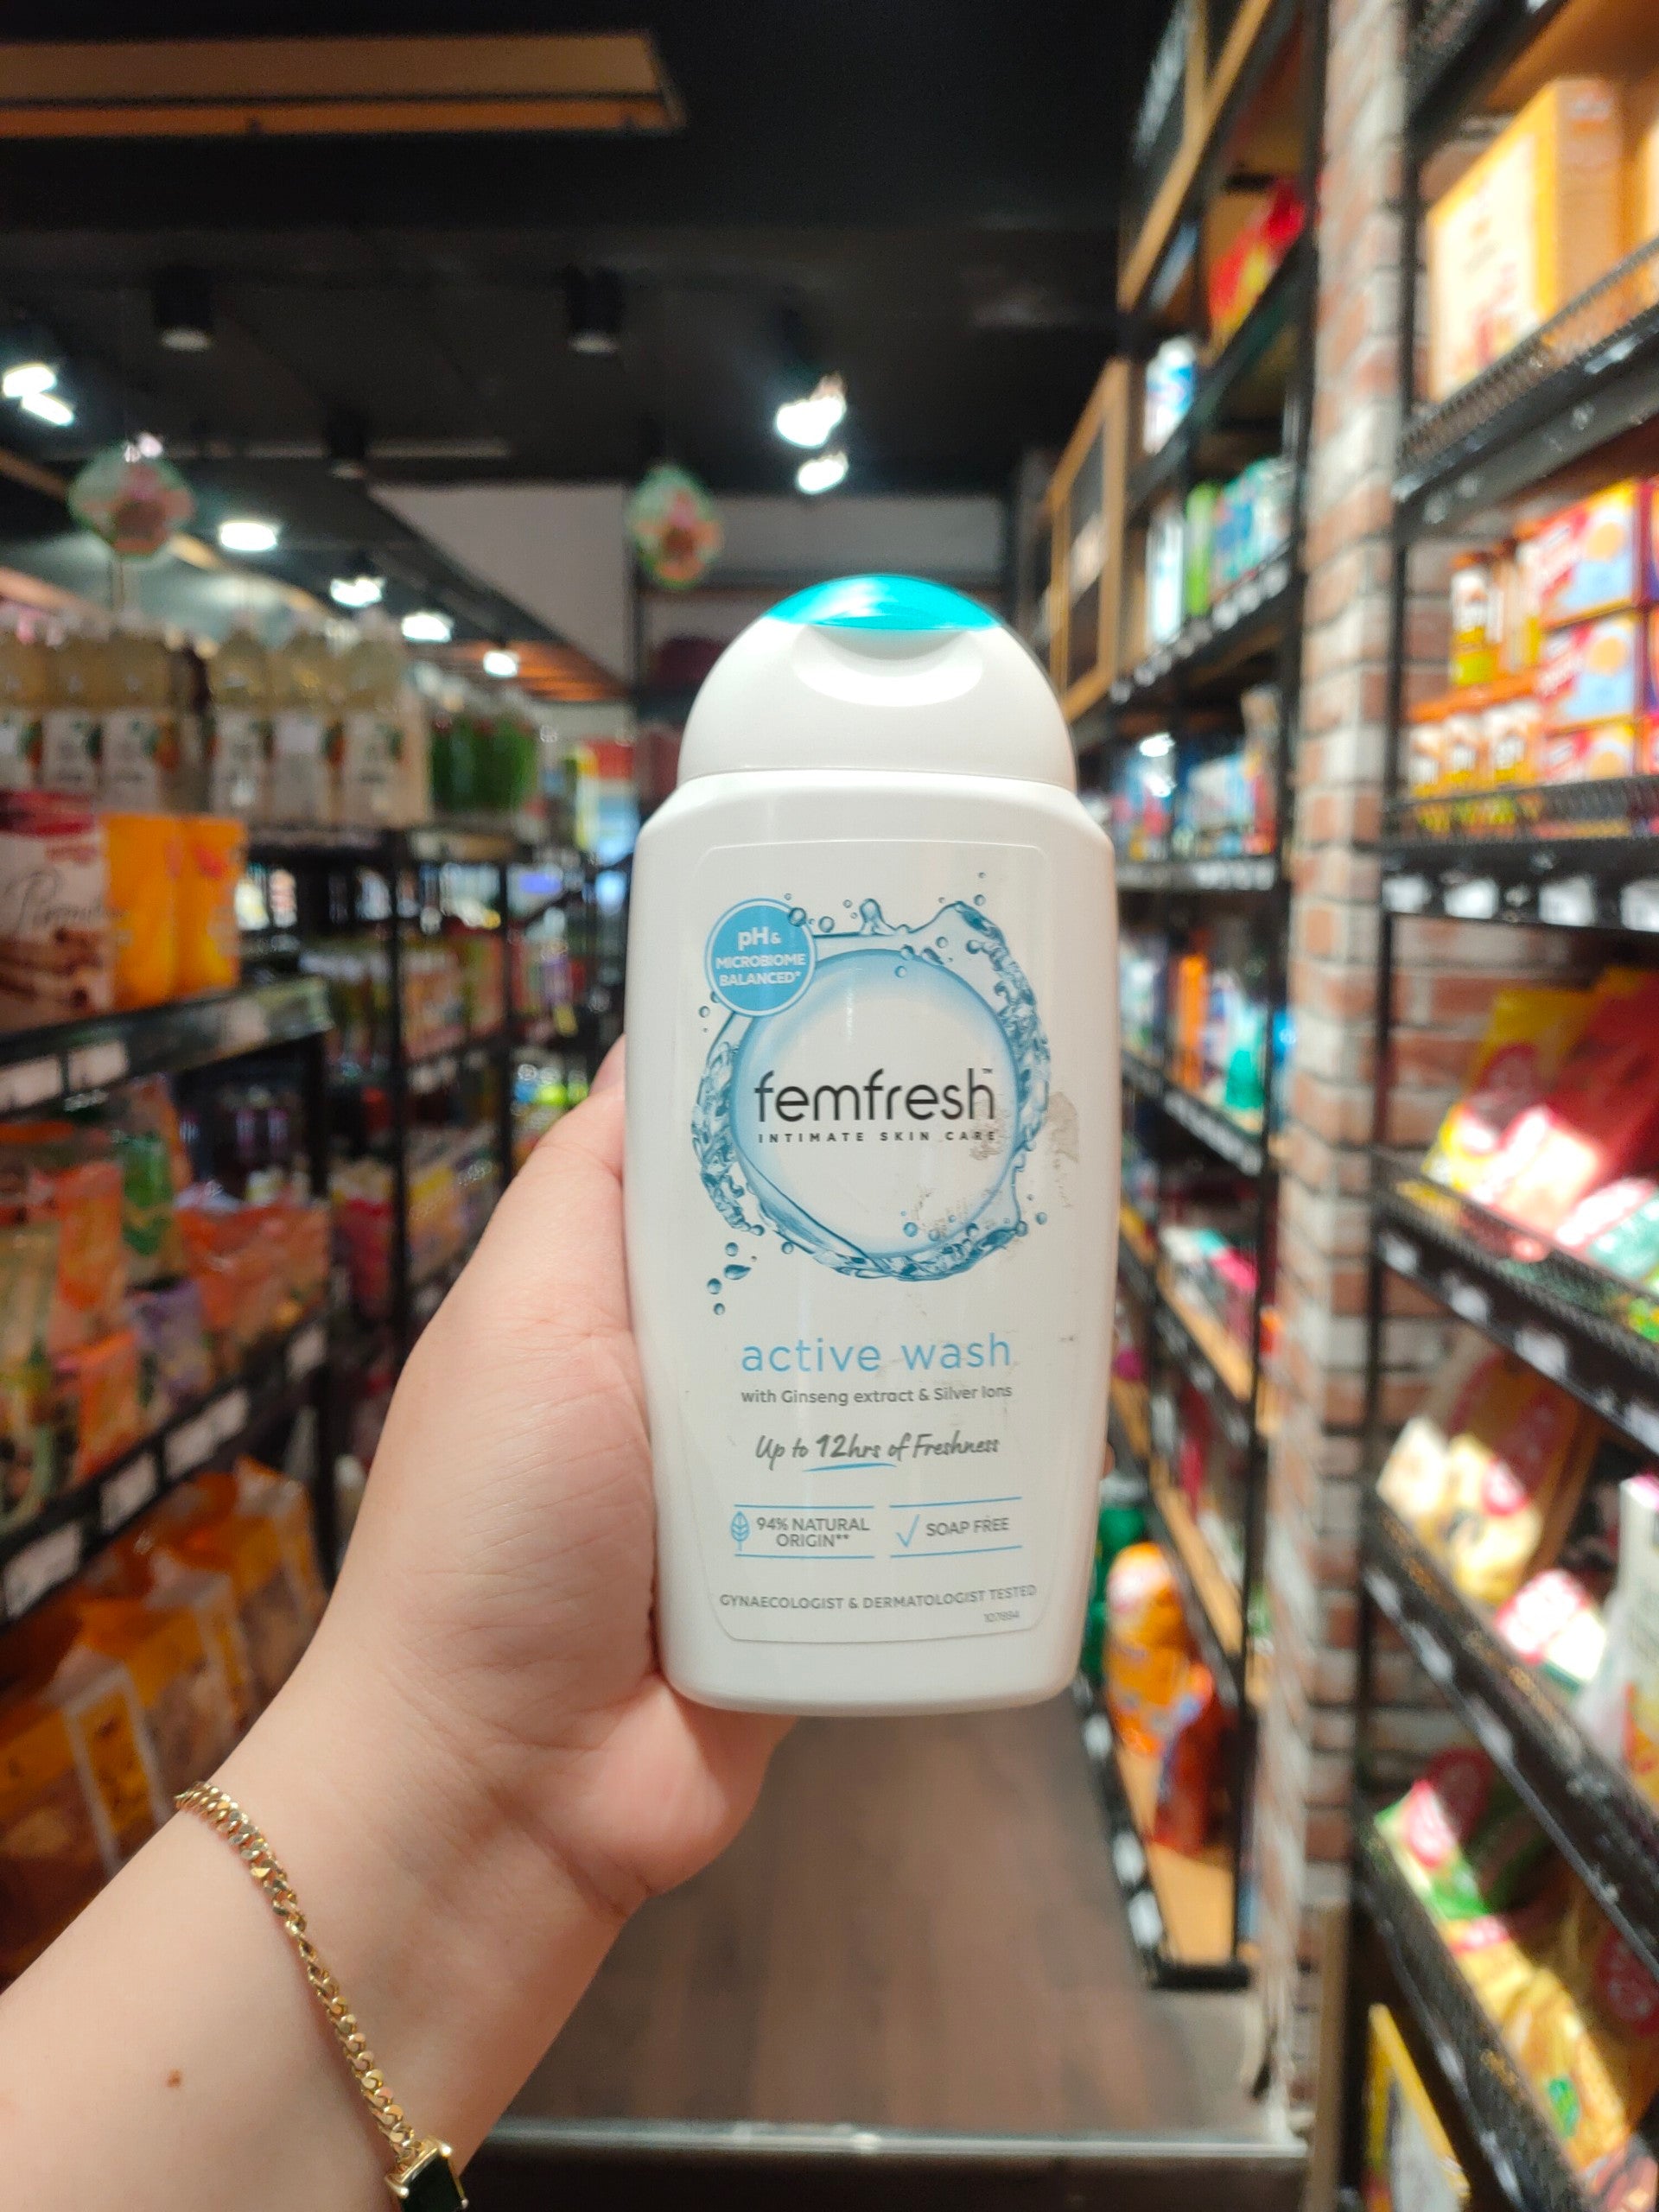 pH &
MICROBIOME
BALANCED*
femfresh™
INTIMATE SKIN CARE
active wash
with Ginseng extract & Silver Ions
Up to 12hrs of Freshness
94% NATURAL
ORIGIN**
SOAP FREE
GYNAECOLOGIST & DERMATOLOGIST TESTED
107694